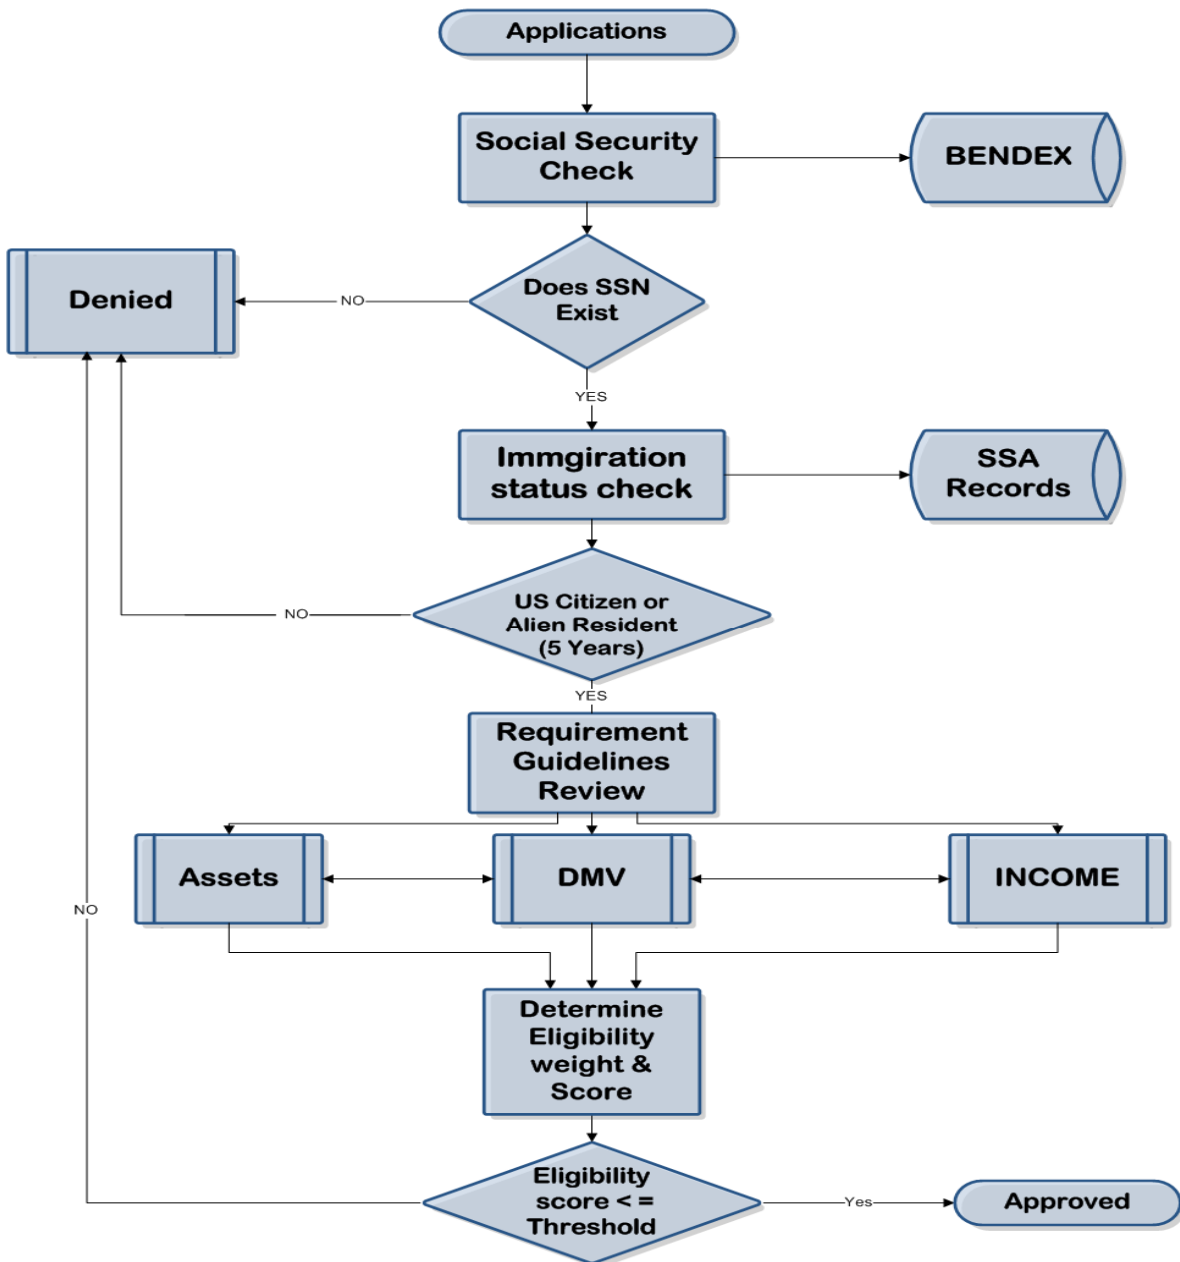 Applications
Social Security
Check
BENDEX
Does SSN
Exist
NO
Denied
YES
Immgiration
status check
SSA
Records
US Citizen or
Alien Resident
(5 Years)
NO
YES
Requirement
Guidelines
Review
Assets
DMV
INCOME
NO
Determine
Eligibility
weight &
Score
Eligibility
score < =
Threshold
Yes
Approved